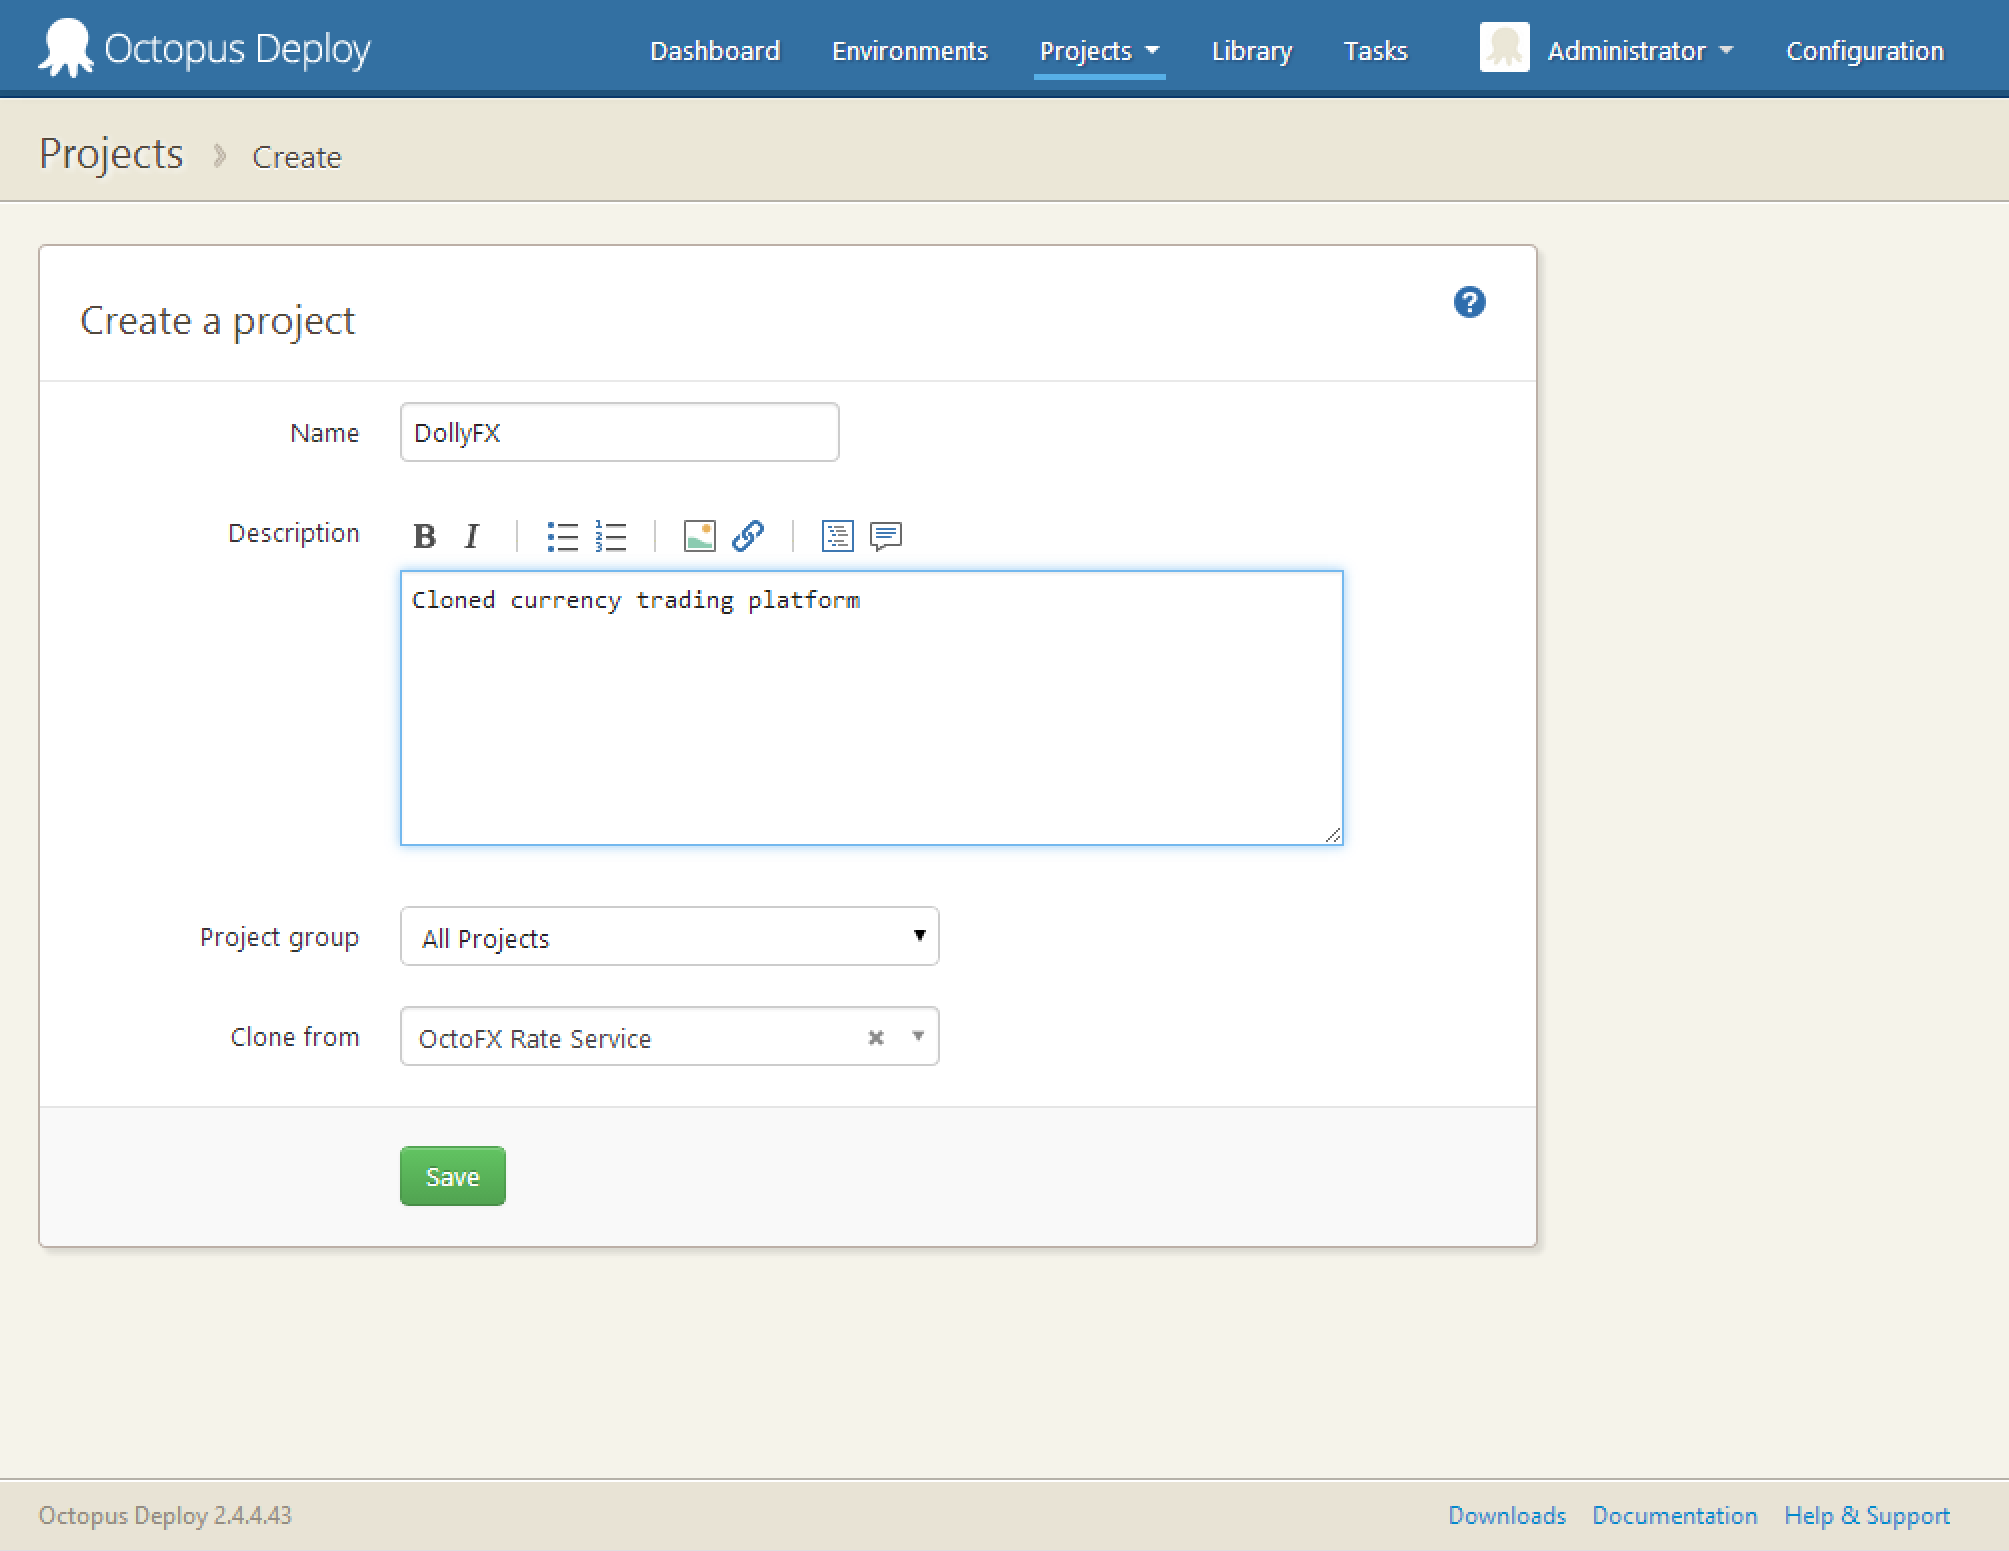 Octopus Deploy Dashboard Environments Projects Library Tasks Administrator Configuration
Projects Create
Create a project
?
Name DollyFX
Description B I
Cloned currency trading platform
Project group All Projects
Clone from OctoFX Rate Service
Save
Octopus Deploy 2.4.4.43 Downloads Documentation Help & Support